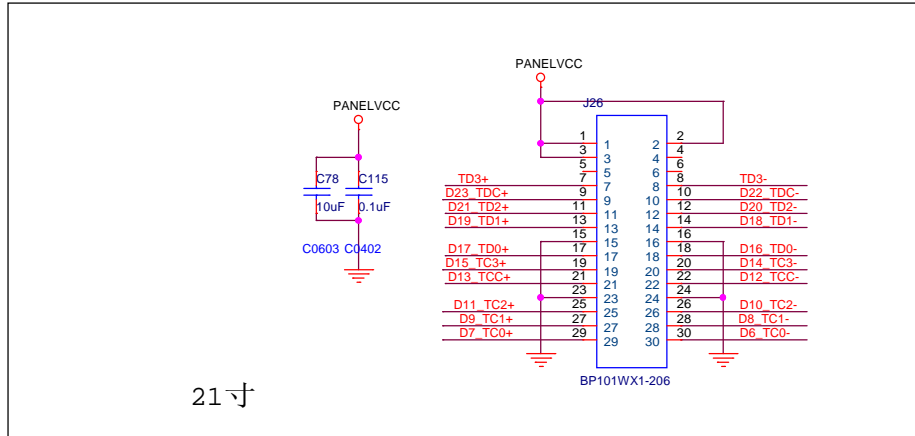 PANELVCC
PANELVCC
J26
C78 C115
10uF 0.1uF
C0603 C0402
1 1 2 2
3 3 4 4
5 5 6 6
TD3+ 7 7 8 8 TD3-
D23_TDC+ 9 9 10 10 D22_TDC-
D21_TD2+ 11 11 12 12 D20_TD2-
D19_TD1+ 13 13 14 14 D18_TD1-
15 15 16 16
D17_TD0+ 17 17 18 18 D16_TD0-
D15_TC3+ 19 19 20 20 D14_TC3-
D13_TCC+ 21 21 22 22 D12_TCC-
23 23 24 24
D11_TC2+ 25 25 26 26 D10_TC2-
D9_TC1+ 27 27 28 28 D8_TC1-
D7_TC0+ 29 29 30 30 D6_TC0-
BP101WX1-206
21寸